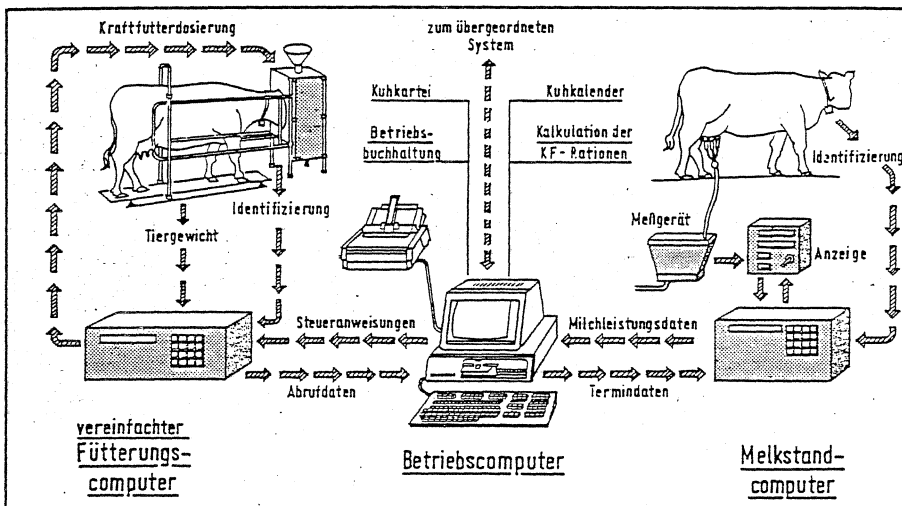 Kraftfutterdosierung
zum übergeordneten
System
Kuhkartei
Kuhkalender
Betriebs-
buchhaltung
Kalkulation der
KF-Rationen
Identifizierung
Identifizierung
Tiergewicht
Meßgerät
Anzeige
Steueranweisungen
Milchleistungsdaten
Abrufdaten
Termindaten
vereinfachter
Fütterungs-
computer
Betriebscomputer
Melkstand-
computer